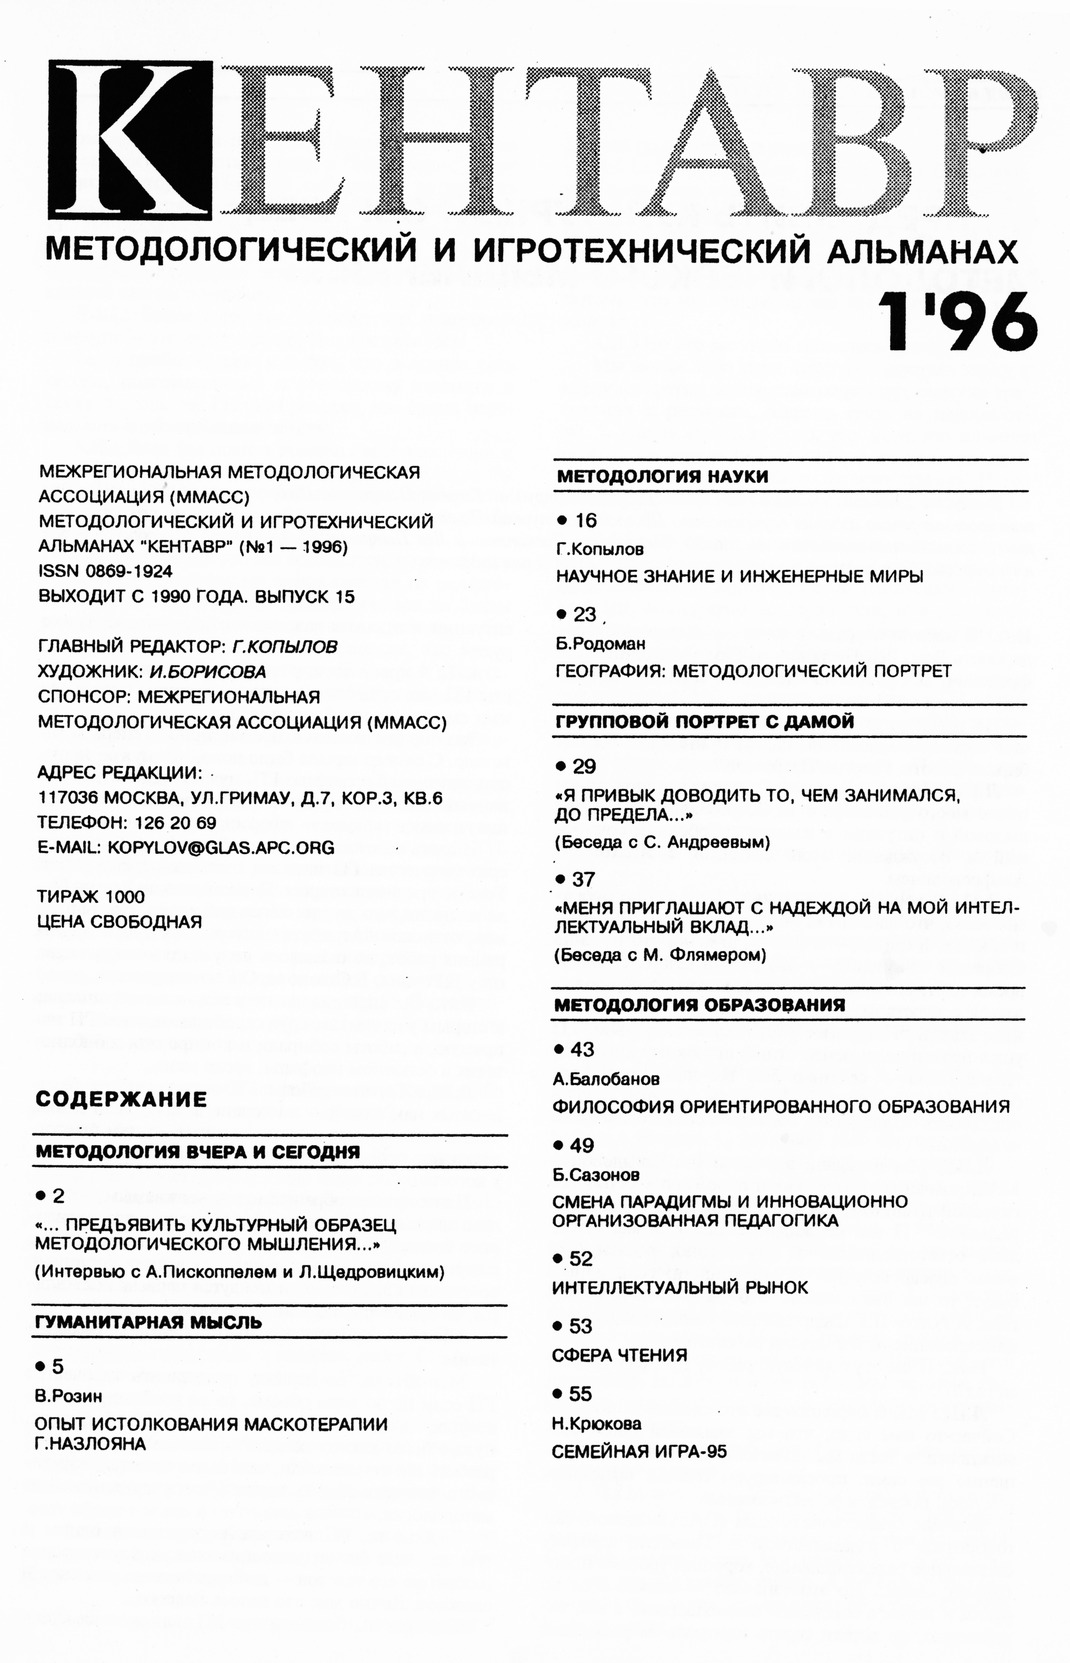 КЕНТАВР
МЕТОДОЛОГИЧЕСКИЙ И ИГРОТЕХНИЧЕСКИЙ АЛЬМАНАХ
1'96
МЕЖРЕГИОНАЛЬНАЯ МЕТОДОЛОГИЧЕСКАЯ
АССОЦИАЦИЯ (ММАСС)
МЕТОДОЛОГИЧЕСКИЙ И ИГРОТЕХНИЧЕСКИЙ
АЛЬМАНАХ "КЕНТАВР" (№1 — 1996)
ISSN 0869-1924
ВЫХОДИТ С 1990 ГОДА. ВЫПУСК 15
ГЛАВНЫЙ РЕДАКТОР: Г.КОПЫЛОВ
ХУДОЖНИК: И.БОРИСОВА
СПОНСОР: МЕЖРЕГИОНАЛЬНАЯ
МЕТОДОЛОГИЧЕСКАЯ АССОЦИАЦИЯ (ММАСС)
АДРЕС РЕДАКЦИИ:
117036 МОСКВА, УЛ.ГРИМАУ, Д.7, КОР.3, КВ.6
ТЕЛЕФОН: 126 20 69
E-MAIL: KOPYLOV@GLAS.APC.ORG
ТИРАЖ 1000
ЦЕНА СВОБОДНАЯ
СОДЕРЖАНИЕ
МЕТОДОЛОГИЯ ВЧЕРА И СЕГОДНЯ
• 2
«... ПРЕДЪЯВИТЬ КУЛЬТУРНЫЙ ОБРАЗЕЦ
МЕТОДОЛОГИЧЕСКОГО МЫШЛЕНИЯ...»
(Интервью с А.Пископпелем и Л.Щедровицким)
ГУМАНИТАРНАЯ МЫСЛЬ
• 5
В.Розин
ОПЫТ ИСТОЛКОВАНИЯ МАСКОТЕРАПИИ
Г.НАЗЛОЯНА
МЕТОДОЛОГИЯ НАУКИ
• 16
Г.Копылов
НАУЧНОЕ ЗНАНИЕ И ИНЖЕНЕРНЫЕ МИРЫ
• 23
Б.Родоман
ГЕОГРАФИЯ: МЕТОДОЛОГИЧЕСКИЙ ПОРТРЕТ
ГРУППОВОЙ ПОРТРЕТ С ДАМОЙ
• 29
«Я ПРИВЫК ДОВОДИТЬ ТО, ЧЕМ ЗАНИМАЛСЯ,
ДО ПРЕДЕЛА...»
(Беседа с С. Андреевым)
• 37
«МЕНЯ ПРИГЛАШАЮТ С НАДЕЖДОЙ НА МОЙ ИНТЕЛ-
ЛЕКТУАЛЬНЫЙ ВКЛАД...»
(Беседа с М. Флямером)
МЕТОДОЛОГИЯ ОБРАЗОВАНИЯ
• 43
А.Балобанов
ФИЛОСОФИЯ ОРИЕНТИРОВАННОГО ОБРАЗОВАНИЯ
• 49
Б.Сазонов
СМЕНА ПАРАДИГМЫ И ИННОВАЦИОННО
ОРГАНИЗОВАННАЯ ПЕДАГОГИКА
• 52
ИНТЕЛЛЕКТУАЛЬНЫЙ РЫНОК
• 53
СФЕРА ЧТЕНИЯ
• 55
Н.Крюкова
СЕМЕЙНАЯ ИГРА-95